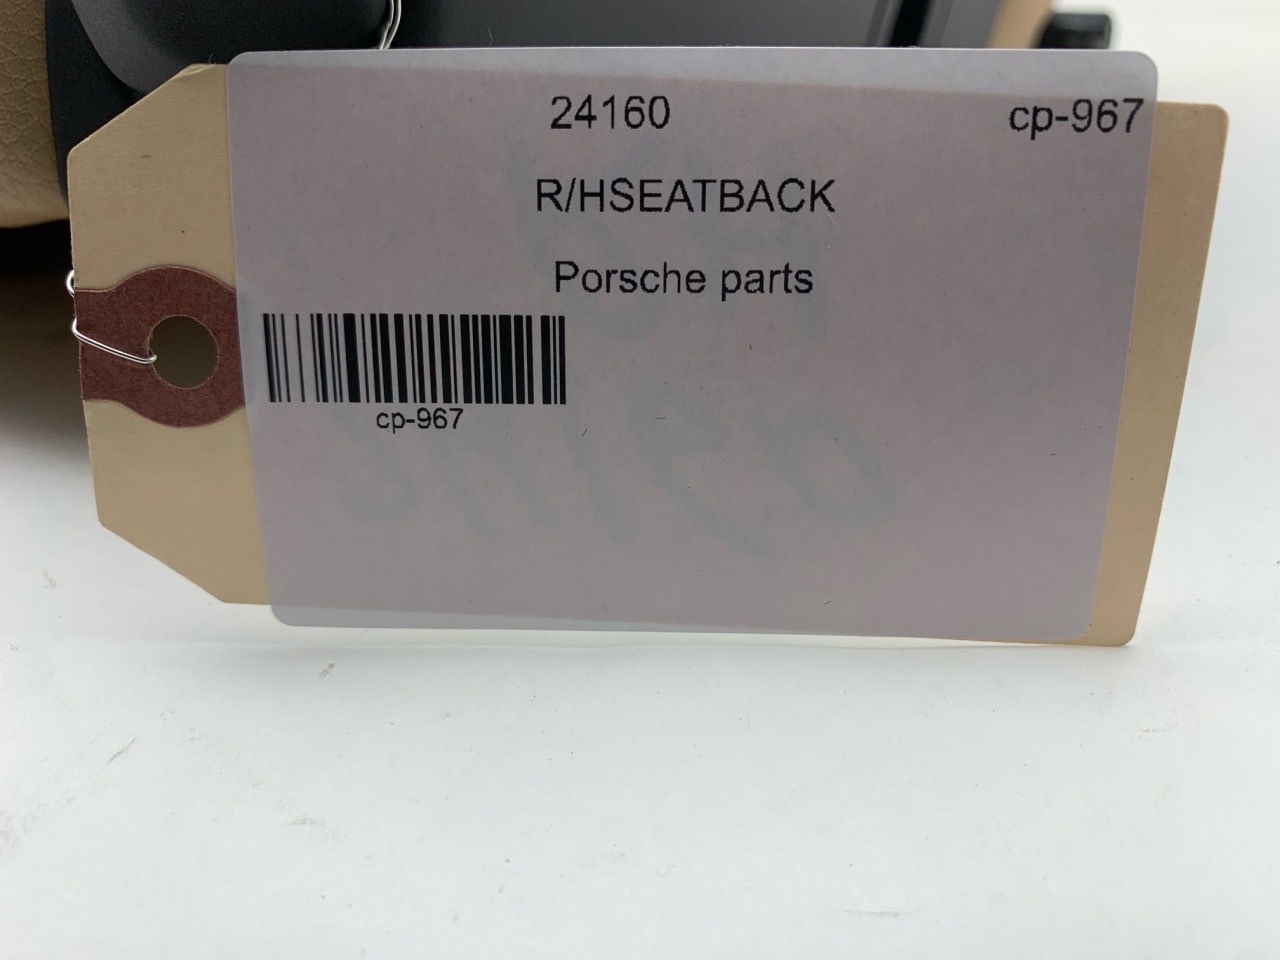 24160 cp-967
R/HSEATBACK
Porsche parts
cp-967